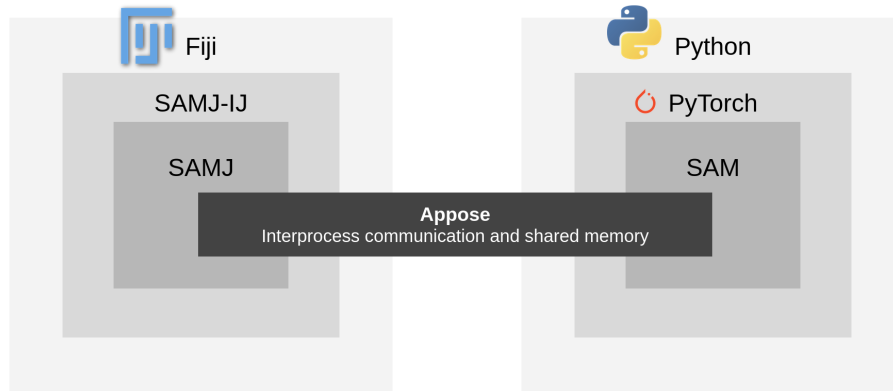 Fiji
SAMJ-IJ
SAMJ
Python
PyTorch
SAM
Appose
Interprocess communication and shared memory